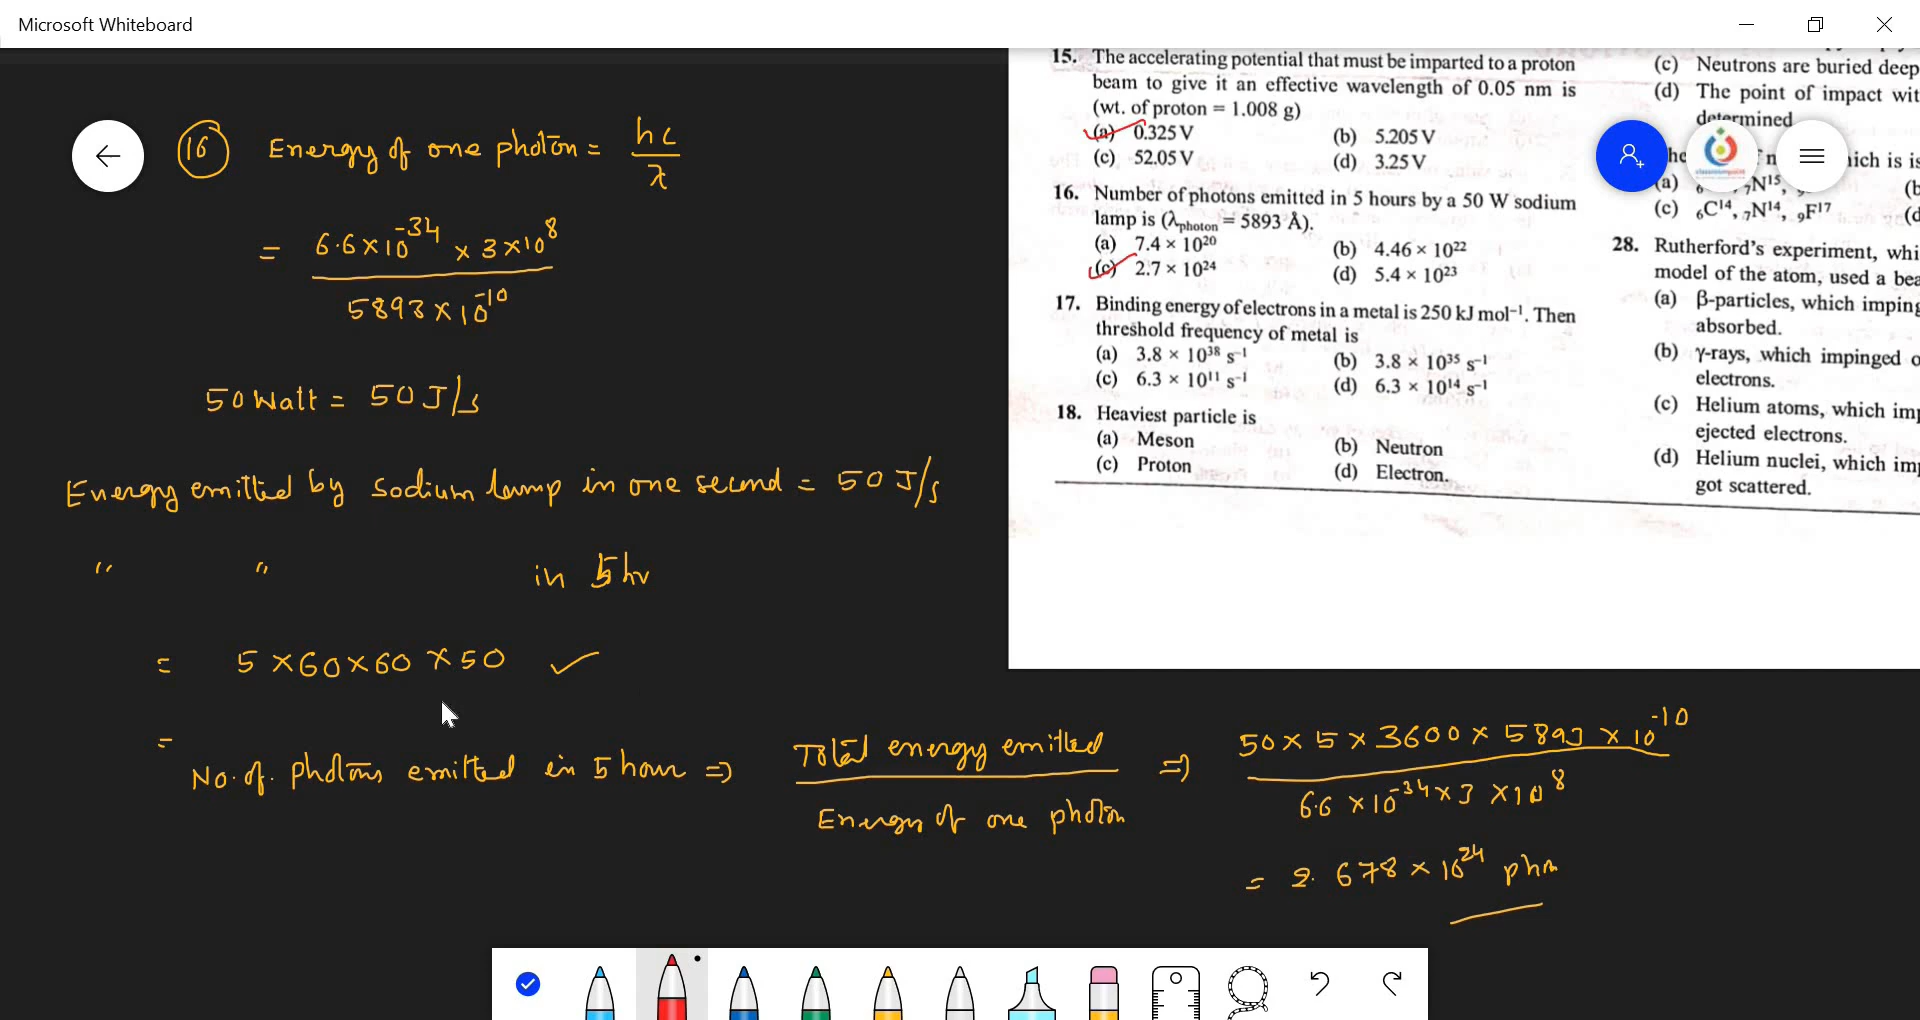 Microsoft Whiteboard
16 Energy of one photon = hc
λ
= 6.6 × 10⁻³⁴ × 3 × 10⁸
5893 × 10⁻¹⁰
50 Watt = 50 J/s
Energy emitted by sodium lamp in one second = 50 J/s
" " in 5 hr
= 5 × 60 × 60 × 50 ✓
=
No. of. photons emitted in 5 hour ⇒ Total energy emitted
Energy of one photon
⇒ 50 × 5 × 3600 × 5893 × 10⁻¹⁰
6.6 × 10⁻³⁴ × 3 × 10⁸
= 2.678 × 10²⁴
15. The accelerating potential that must be imparted to a proton
beam to give it an effective wavelength of 0.05 nm is
(wt. of proton = 1.008 g)
(a) 0.325 V (b) 5.205 V
(c) 52.05 V (d) 3.25 V
16. Number of photons emitted in 5 hours by a 50 W sodium
lamp is (λphoton = 5893 Å).
(a) 7.4 × 10²⁰ (b) 4.46 × 10²²
(c) 2.7 × 10²⁴ (d) 5.4 × 10²³
17. Binding energy of electrons in a metal is 250 kJ mol⁻¹. Then
threshold frequency of metal is
(a) 3.8 × 10³⁸ s⁻¹ (b) 3.8 × 10³⁵ s⁻¹
(c) 6.3 × 10¹¹ s⁻¹ (d) 6.3 × 10¹⁴ s⁻¹
18. Heaviest particle is
(a) Meson (b) Neutron
(c) Proton (d) Electron.
(c) Neutrons are buried deep
(d) The point of impact wit
determined
(a) ₇N¹⁵,
(c) ₆C¹⁴, ₇N¹⁴, ₉F¹⁷
28. Rutherford's experiment, whi
model of the atom, used a bea
(a) β-particles, which imping
absorbed.
(b) γ-rays, which impinged o
electrons.
(c) Helium atoms, which imp
ejected electrons.
(d) Helium nuclei, which imp
got scattered.